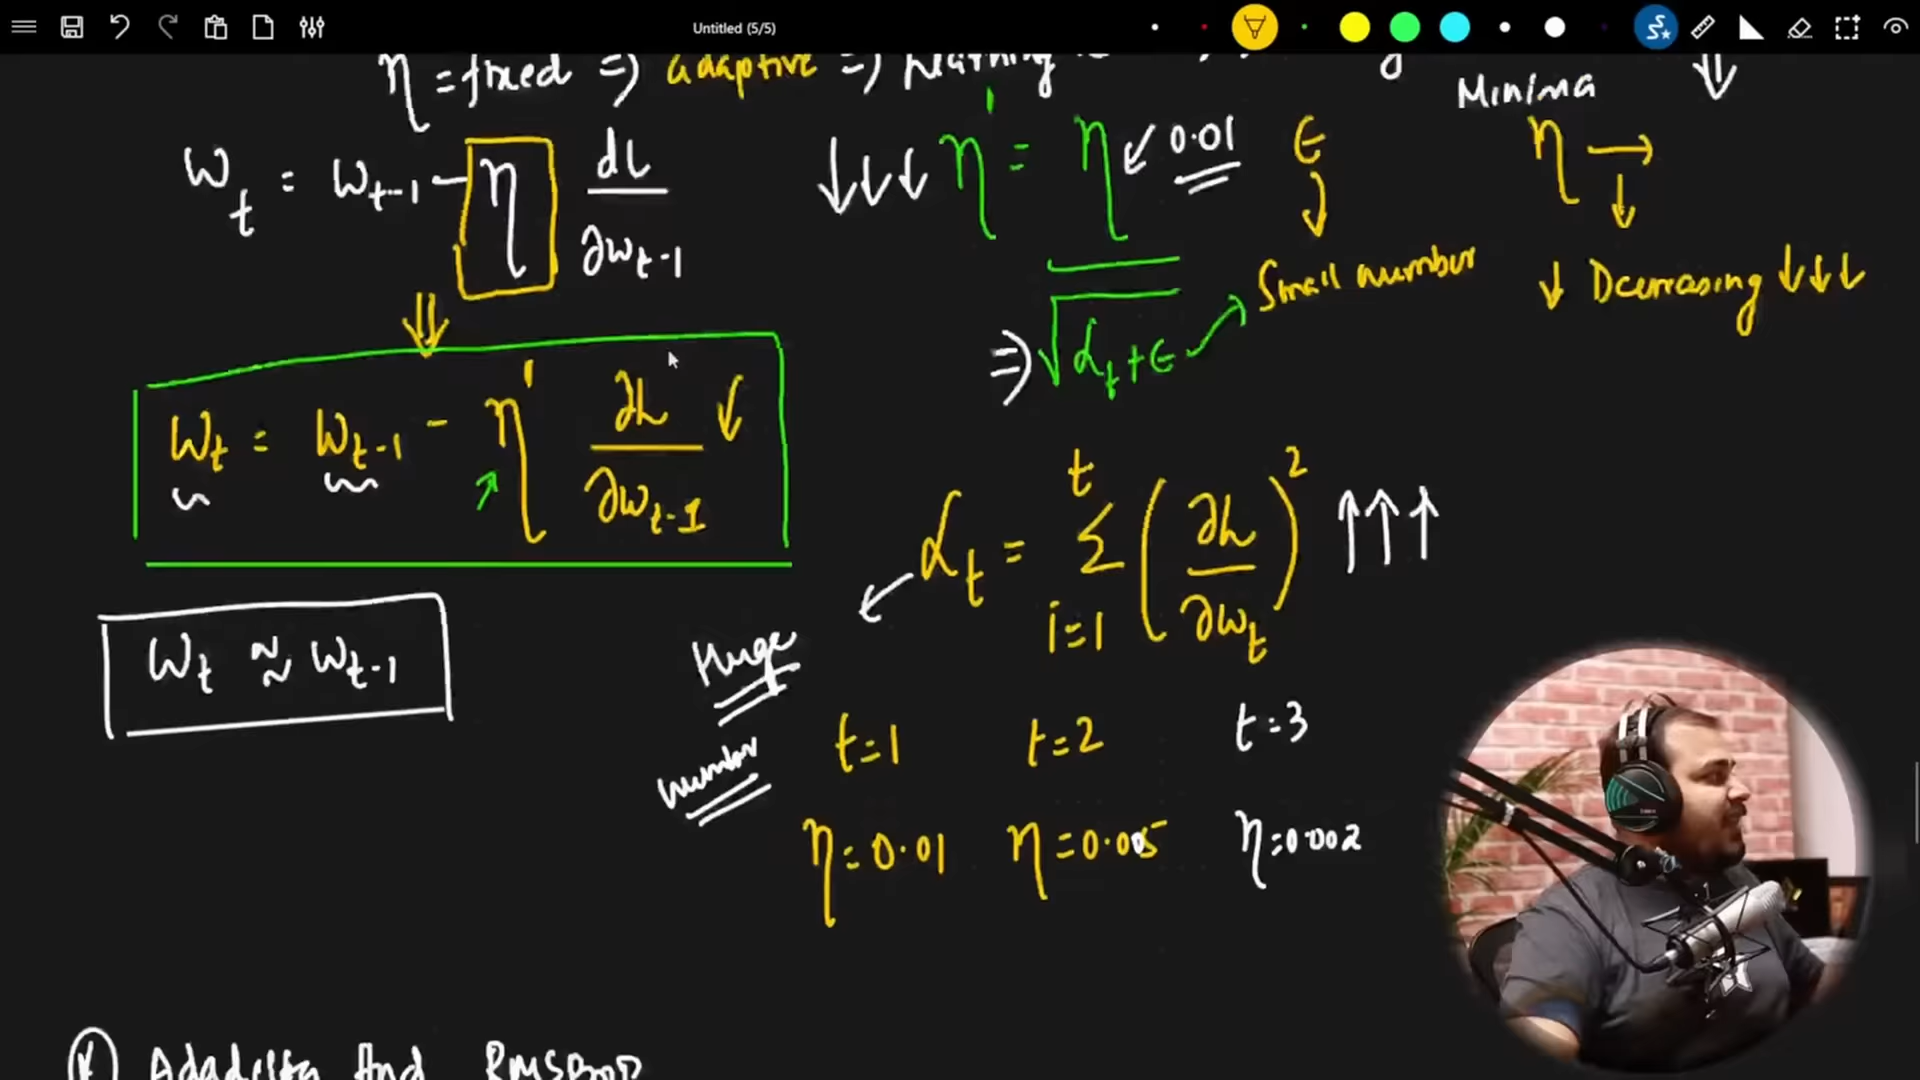 Untitled (5/5)
η = fixed ⇒ adaptive ⇒ Learning
Minima ↓
W_t = W_{t-1} - η dL/∂w_{t-1}
↓↓↓ η' = η ↙ 0.01
√(α_t + ε)
ε
Small number
η →
↓ Decreasing ↓↓↓
W_t = W_{t-1} - η' ∂L/∂w_{t-1} ↓
α_t = Σ_{i=1}^{t} (∂L/∂w_t)² ↑↑↑
W_t ≈ W_{t-1}
Huge
number
t=1 t=2 t=3
η=0.01 η=0.005 η=0.002
Adadelta And RMSProp